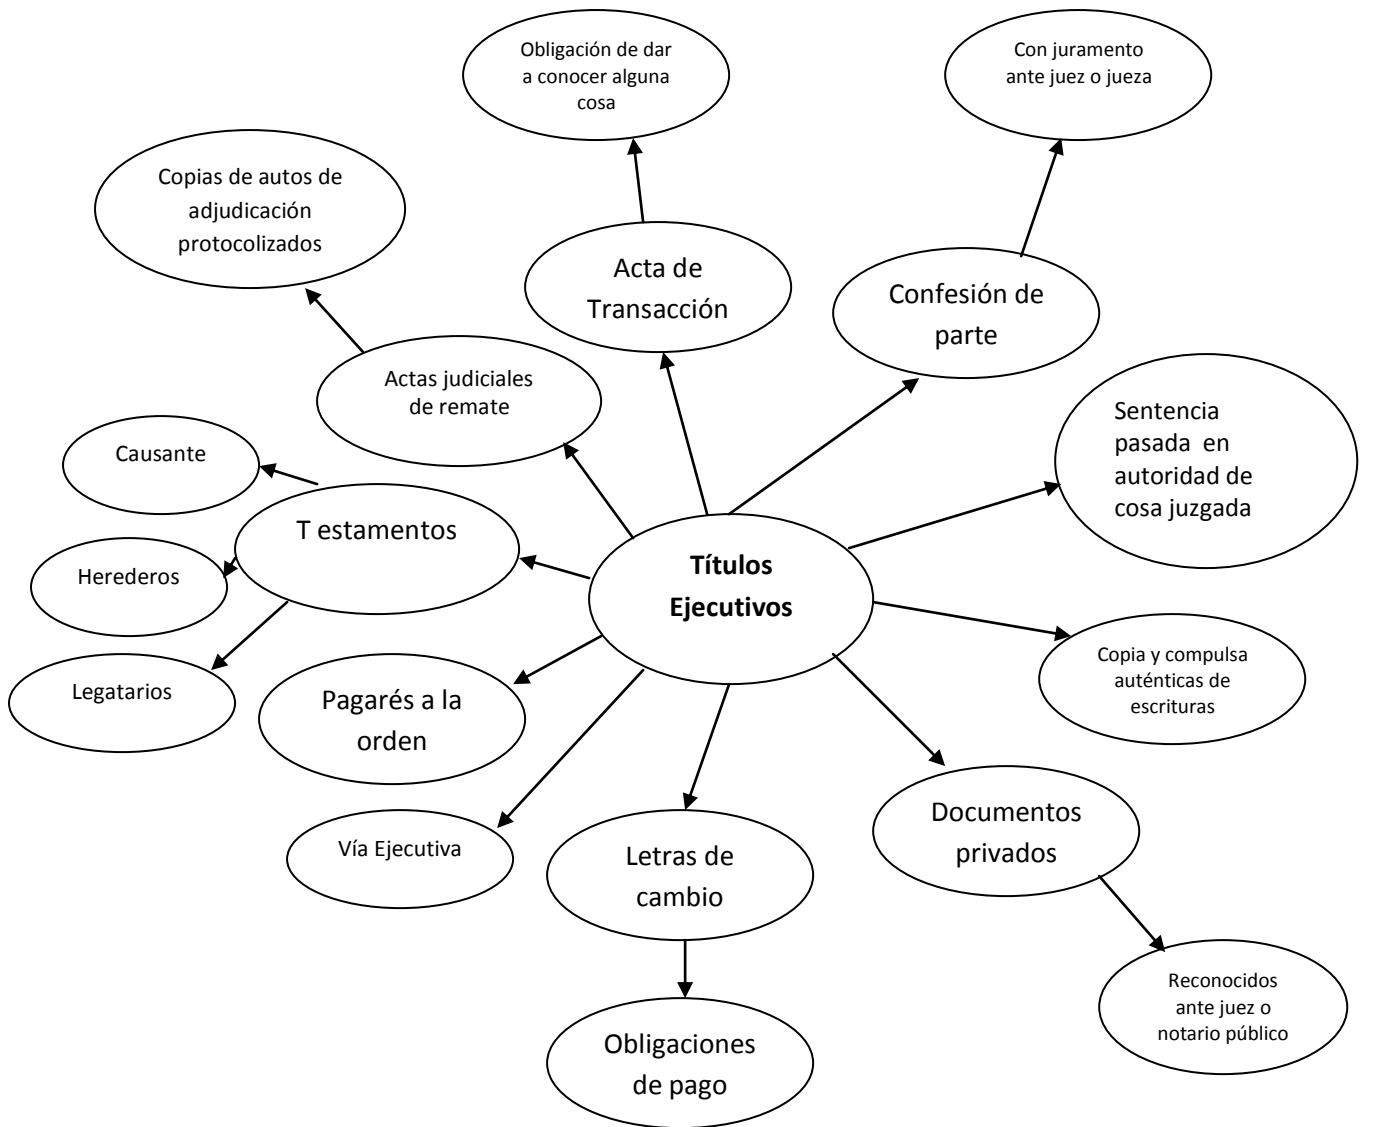 Obligación de dar
a conocer alguna
cosa
Con juramento
ante juez o jueza
Copias de autos de
adjudicación
protocolizados
Acta de
Transacción
Confesión de
parte
Actas judiciales
de remate
Sentencia
pasada  en
autoridad de
cosa juzgada
Causante
T estamentos
Herederos
Legatarios
Títulos
Ejecutivos
Copia y compulsa
auténticas de
escrituras
Pagarés a la
orden
Vía Ejecutiva
Letras de
cambio
Documentos
privados
Obligaciones
de pago
Reconocidos
ante juez o
notario público